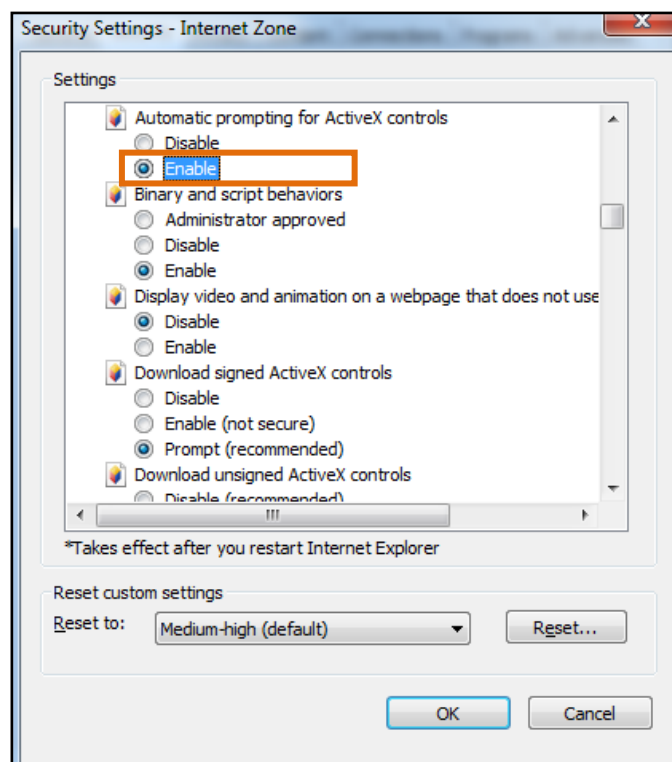 Security Settings - Internet Zone
Settings
Automatic prompting for ActiveX controls
Disable
Enable
Binary and script behaviors
Administrator approved
Disable
Enable
Display video and animation on a webpage that does not use
Disable
Enable
Download signed ActiveX controls
Disable
Enable (not secure)
Prompt (recommended)
Download unsigned ActiveX controls
Disable (recommended)
*Takes effect after you restart Internet Explorer
Reset custom settings
Reset to: Medium-high (default) Reset...
OK Cancel